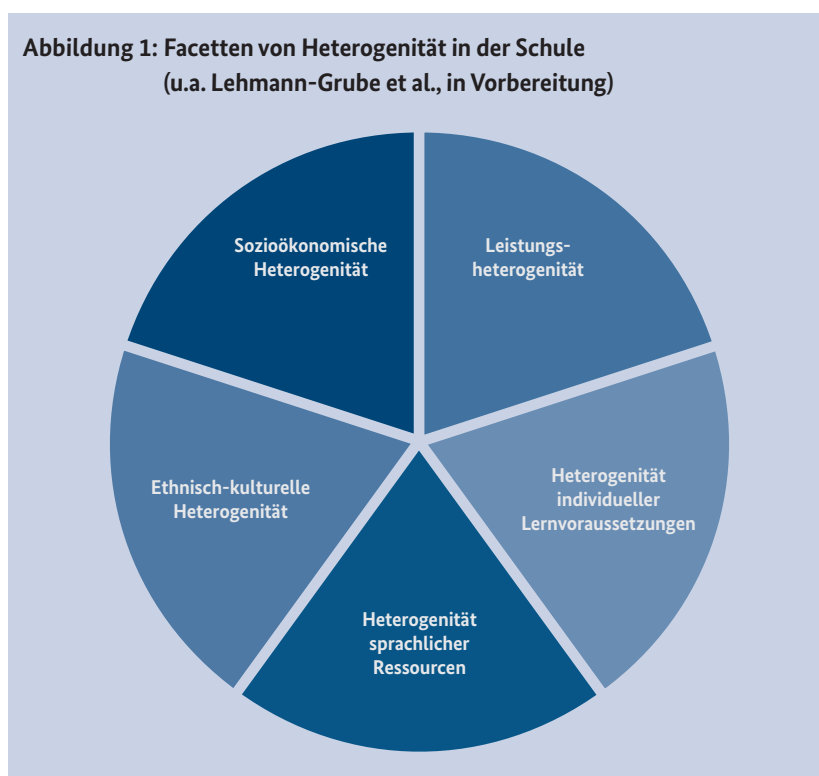 Abbildung 1: Facetten von Heterogenität in der Schule
(u.a. Lehmann-Grube et al., in Vorbereitung)
Sozioökonomische
Heterogenität
Leistungs-
heterogenität
Ethnisch-kulturelle
Heterogenität
Heterogenität
individueller
Lernvoraussetzungen
Heterogenität
sprachlicher
Ressourcen